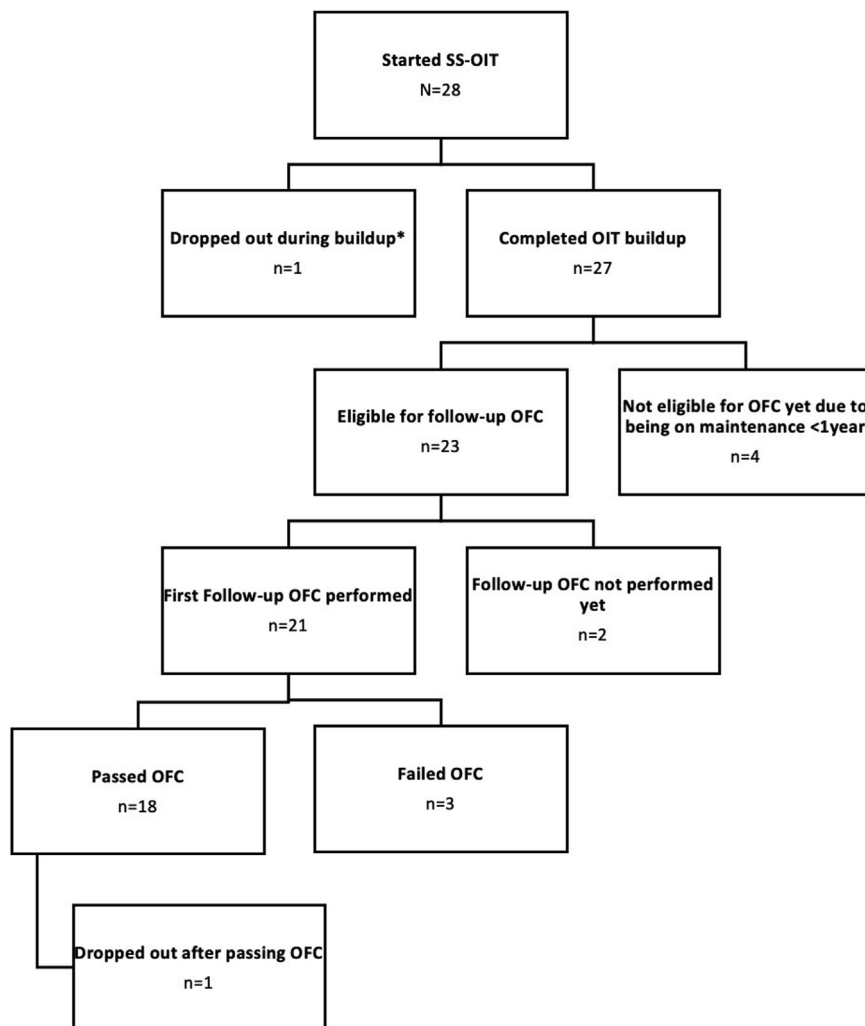 Started SS-OIT
N=28
Dropped out during buildup*
n=1
Completed OIT buildup
n=27
Eligible for follow-up OFC
n=23
Not eligible for OFC yet due to
being on maintenance <1year
n=4
First Follow-up OFC performed
n=21
Follow-up OFC not performed
yet
n=2
Passed OFC
n=18
Failed OFC
n=3
Dropped out after passing OFC
n=1